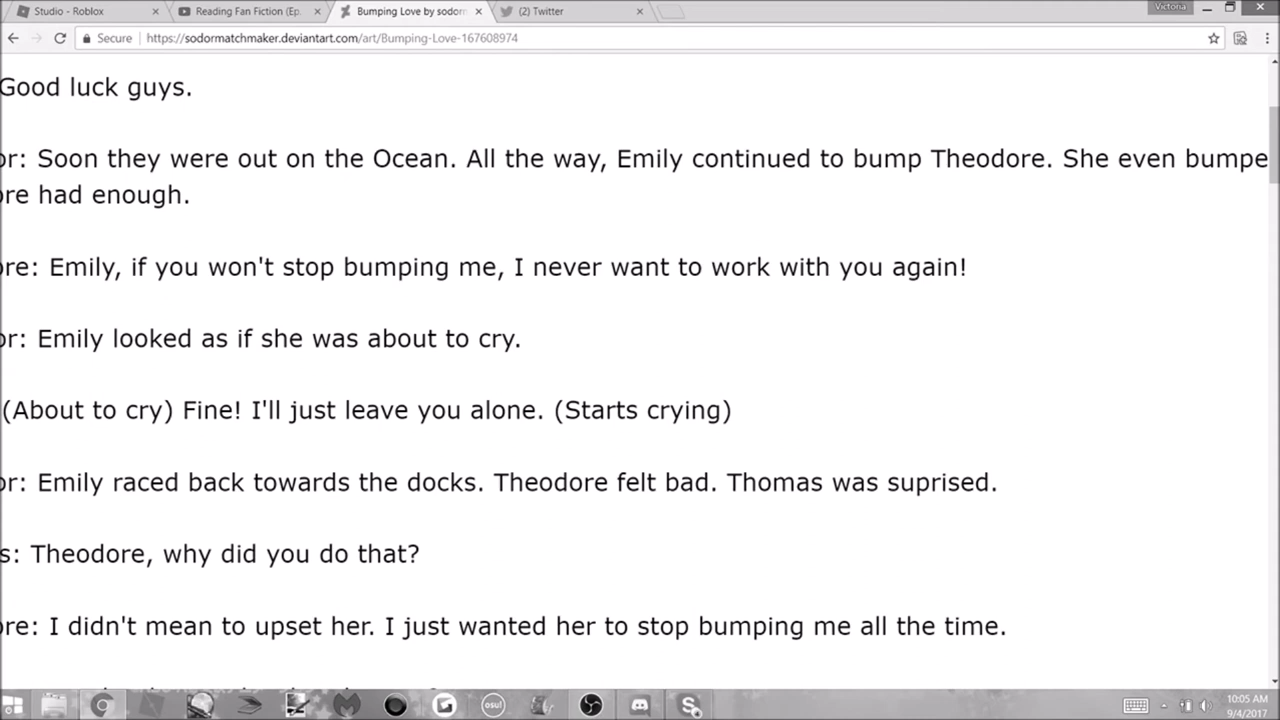 Studio - Roblox
Reading Fan Fiction (Ep.
Bumping Love by sodor
(2) Twitter
Victoria
Secure
https://sodormatchmaker.deviantart.com/art/Bumping-Love-167608974
Good luck guys.
or: Soon they were out on the Ocean. All the way, Emily continued to bump Theodore. She even bumpe
ore had enough.
ore: Emily, if you won't stop bumping me, I never want to work with you again!
or: Emily looked as if she was about to cry.
(About to cry) Fine! I'll just leave you alone. (Starts crying)
or: Emily raced back towards the docks. Theodore felt bad. Thomas was suprised.
s: Theodore, why did you do that?
ore: I didn't mean to upset her. I just wanted her to stop bumping me all the time.
osu!
10:05 AM
9/4/2017